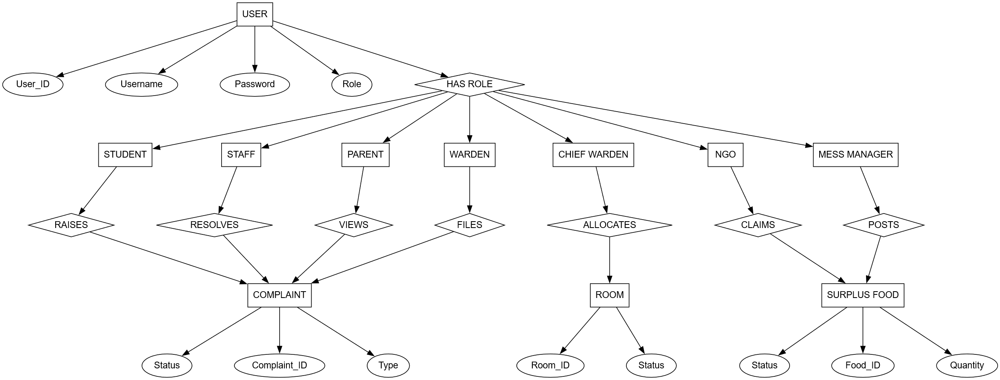 USER
User_ID
Username
Password
Role
HAS ROLE
STUDENT
STAFF
PARENT
WARDEN
CHIEF WARDEN
NGO
MESS MANAGER
RAISES
RESOLVES
VIEWS
FILES
ALLOCATES
CLAIMS
POSTS
COMPLAINT
ROOM
SURPLUS FOOD
Status
Complaint_ID
Type
Room_ID
Status
Status
Food_ID
Quantity